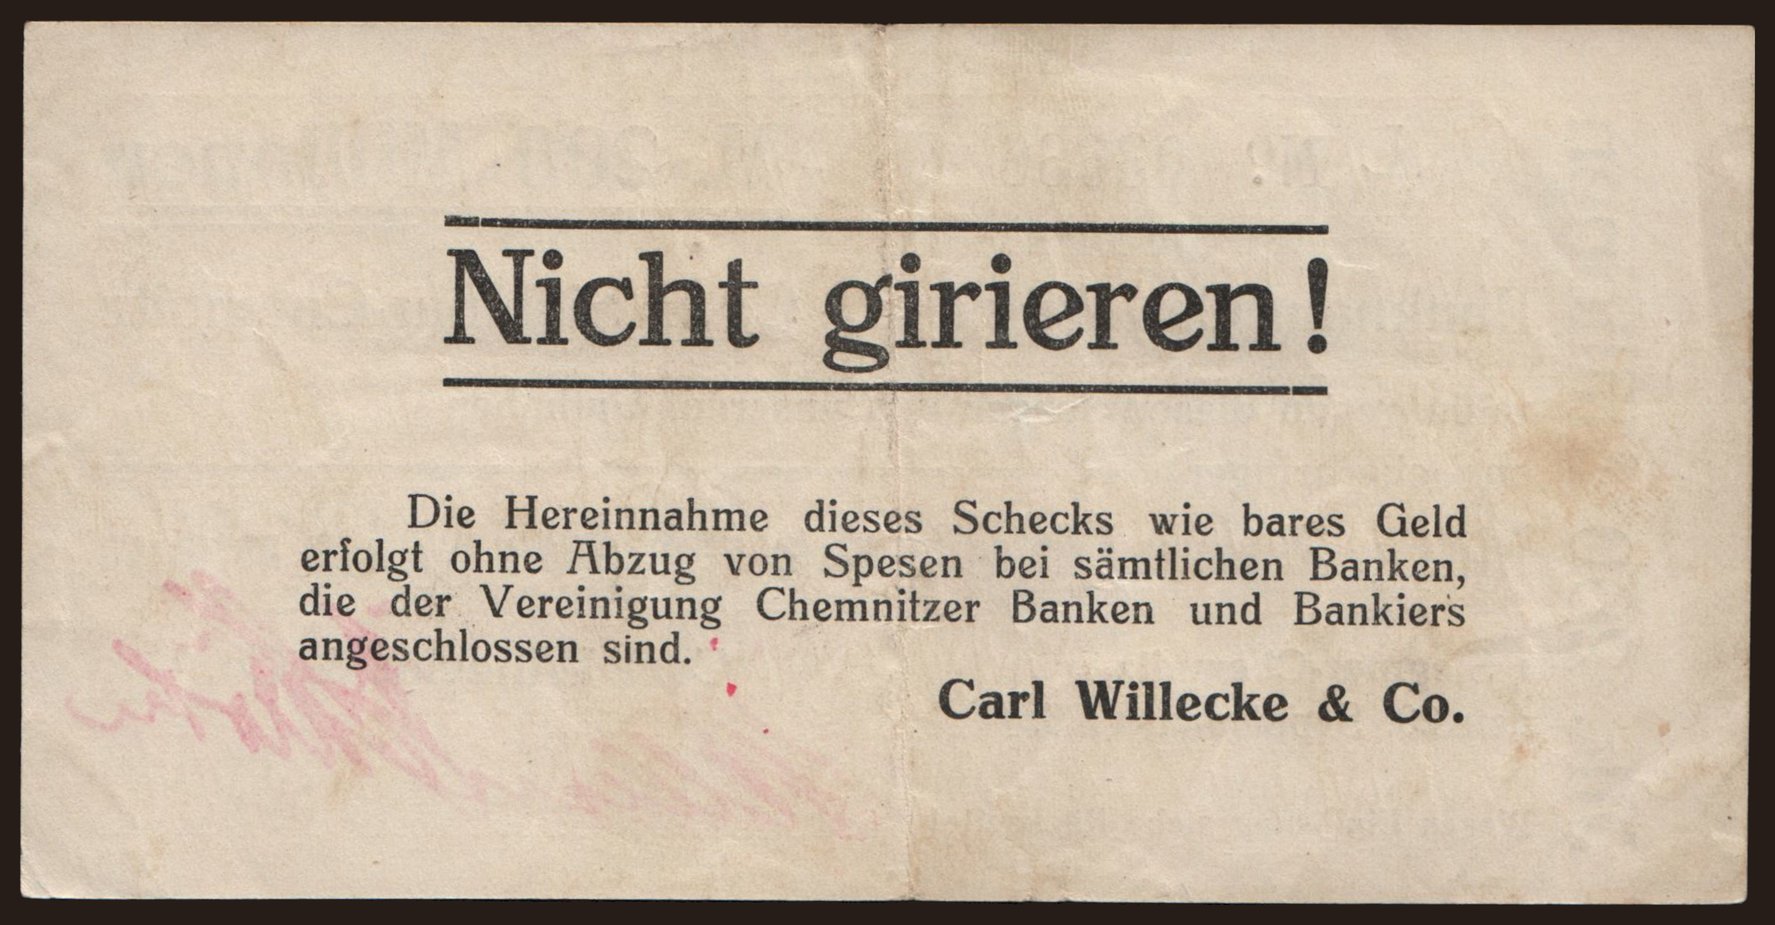 Nicht girieren!
Die Hereinnahme dieses Schecks wie bares Geld
erfolgt ohne Abzug von Spesen bei sämtlichen Banken,
die der Vereinigung Chemnitzer Banken und Bankiers
angeschlossen sind.
Carl Willecke & Co.